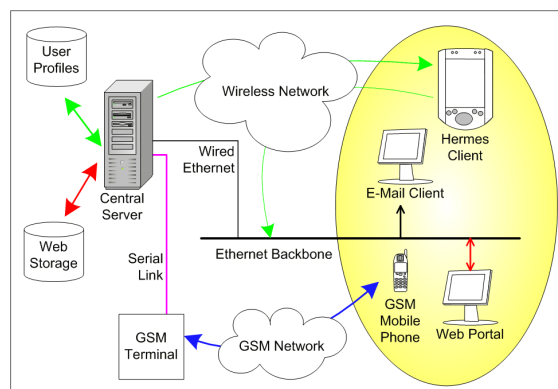 User
Profiles
Wireless Network
Hermes
Client
Wired
Ethernet
E-Mail Client
Central
Server
Web
Storage
Serial
Link
Ethernet Backbone
GSM
Mobile
Phone
Web Portal
GSM
Terminal
GSM Network